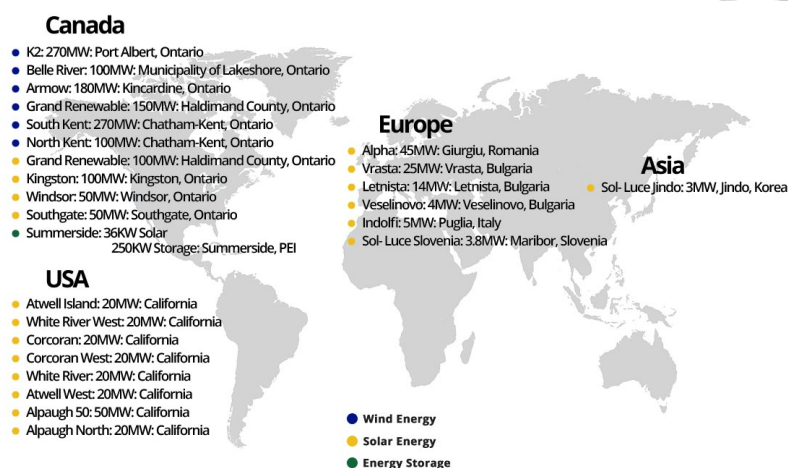 Canada
K2: 270MW: Port Albert, Ontario
Belle River: 100MW: Municipality of Lakeshore, Ontario
Armow: 180MW: Kincardine, Ontario
Grand Renewable: 150MW: Haldimand County, Ontario
South Kent: 270MW: Chatham-Kent, Ontario
North Kent: 100MW: Chatham-Kent, Ontario
Grand Renewable: 100MW: Haldimand County, Ontario
Kingston: 100MW: Kingston, Ontario
Windsor: 50MW: Windsor, Ontario
Southgate: 50MW: Southgate, Ontario
Summerside: 36KW Solar
250KW Storage: Summerside, PEI
USA
Atwell Island: 20MW: California
White River West: 20MW: California
Corcoran: 20MW: California
Corcoran West: 20MW: California
White River: 20MW: California
Atwell West: 20MW: California
Alpaugh 50: 50MW: California
Alpaugh North: 20MW: California
Europe
Alpha: 45MW: Giurgiu, Romania
Vrasta: 25MW: Vrasta, Bulgaria
Letnista: 14MW: Letnista, Bulgaria
Veselinovo: 4MW: Veselinovo, Bulgaria
Indolfi: 5MW: Puglia, Italy
Sol- Luce Slovenia: 3.8MW: Maribor, Slovenia
Asia
Sol- Luce Jindo: 3MW, Jindo, Korea
Wind Energy
Solar Energy
Energy Storage